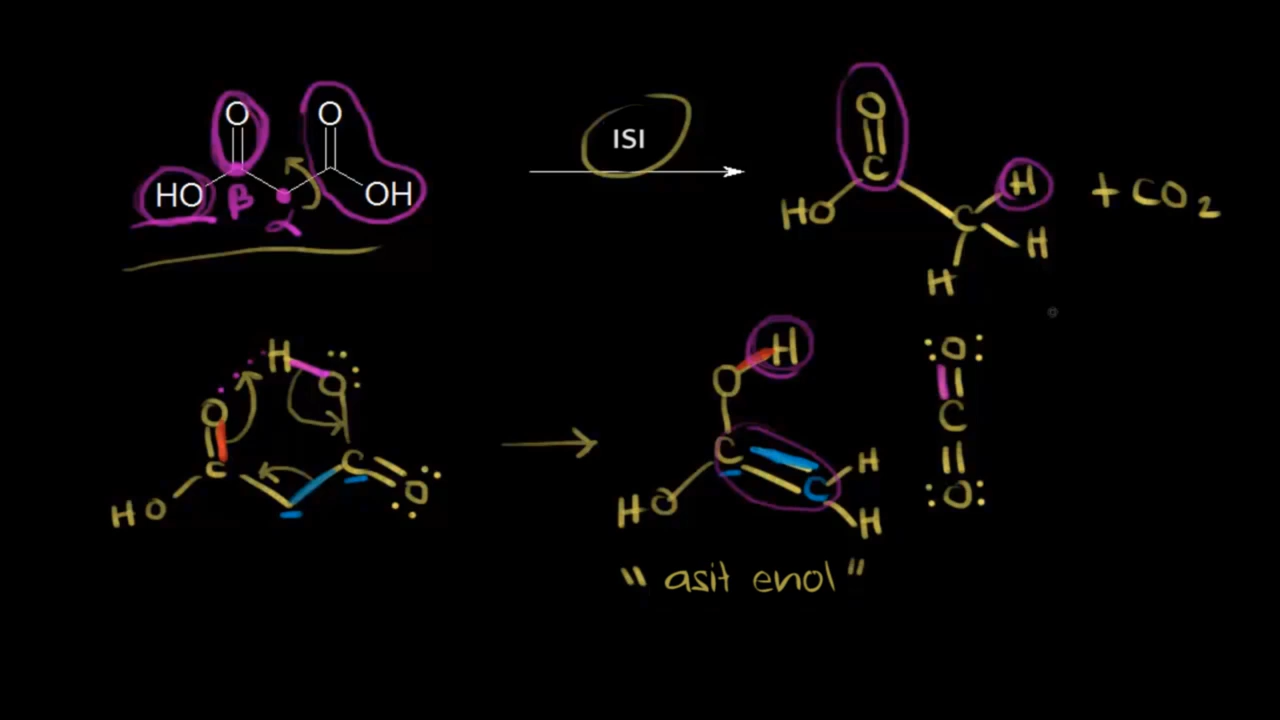 O O
HO β α OH
ISI
O
C
HO C H H H
+ CO₂
H O
O
C C O
HO
O H
C C H H
HO
O
C
O
"asit enol"